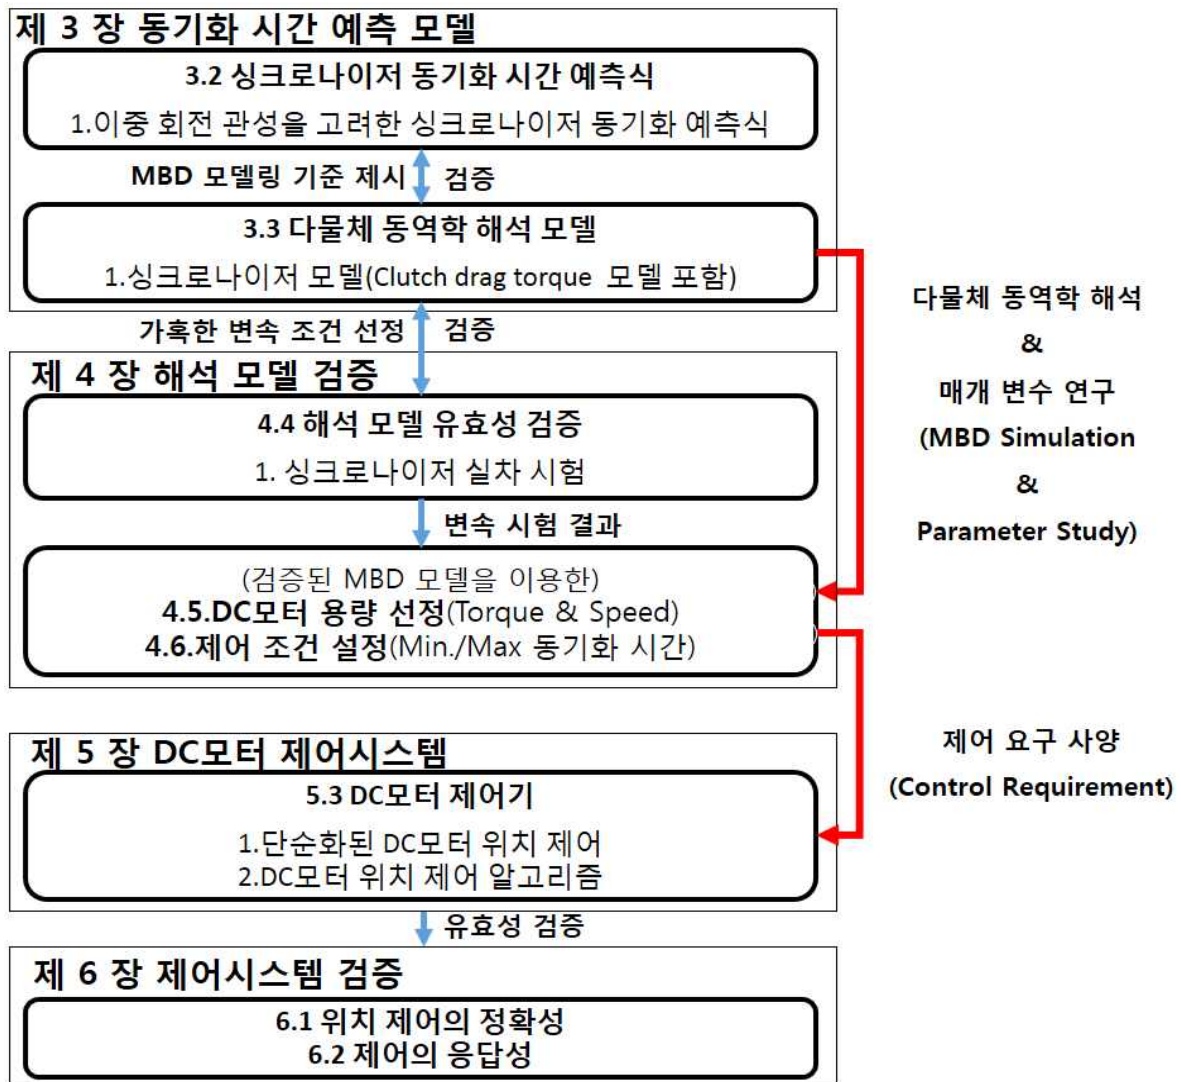 제 3 장 동기화 시간 예측 모델
3.2 싱크로나이저 동기화 시간 예측식
1.이중 회전 관성을 고려한 싱크로나이저 동기화 예측식
MBD 모델링 기준 제시 검증
3.3 다물체 동역학 해석 모델
1.싱크로나이저 모델(Clutch drag torque 모델 포함)
가혹한 변속 조건 선정 검증
제 4 장 해석 모델 검증
4.4 해석 모델 유효성 검증
1. 싱크로나이저 실차 시험
변속 시험 결과
(검증된 MBD 모델을 이용한)
4.5.DC모터 용량 선정(Torque & Speed)
4.6.제어 조건 설정(Min./Max 동기화 시간)
다물체 동역학 해석
&
매개 변수 연구
(MBD Simulation
&
Parameter Study)
제 5 장 DC모터 제어시스템
5.3 DC모터 제어기
1.단순화된 DC모터 위치 제어
2.DC모터 위치 제어 알고리즘
제어 요구 사양
(Control Requirement)
유효성 검증
제 6 장 제어시스템 검증
6.1 위치 제어의 정확성
6.2 제어의 응답성